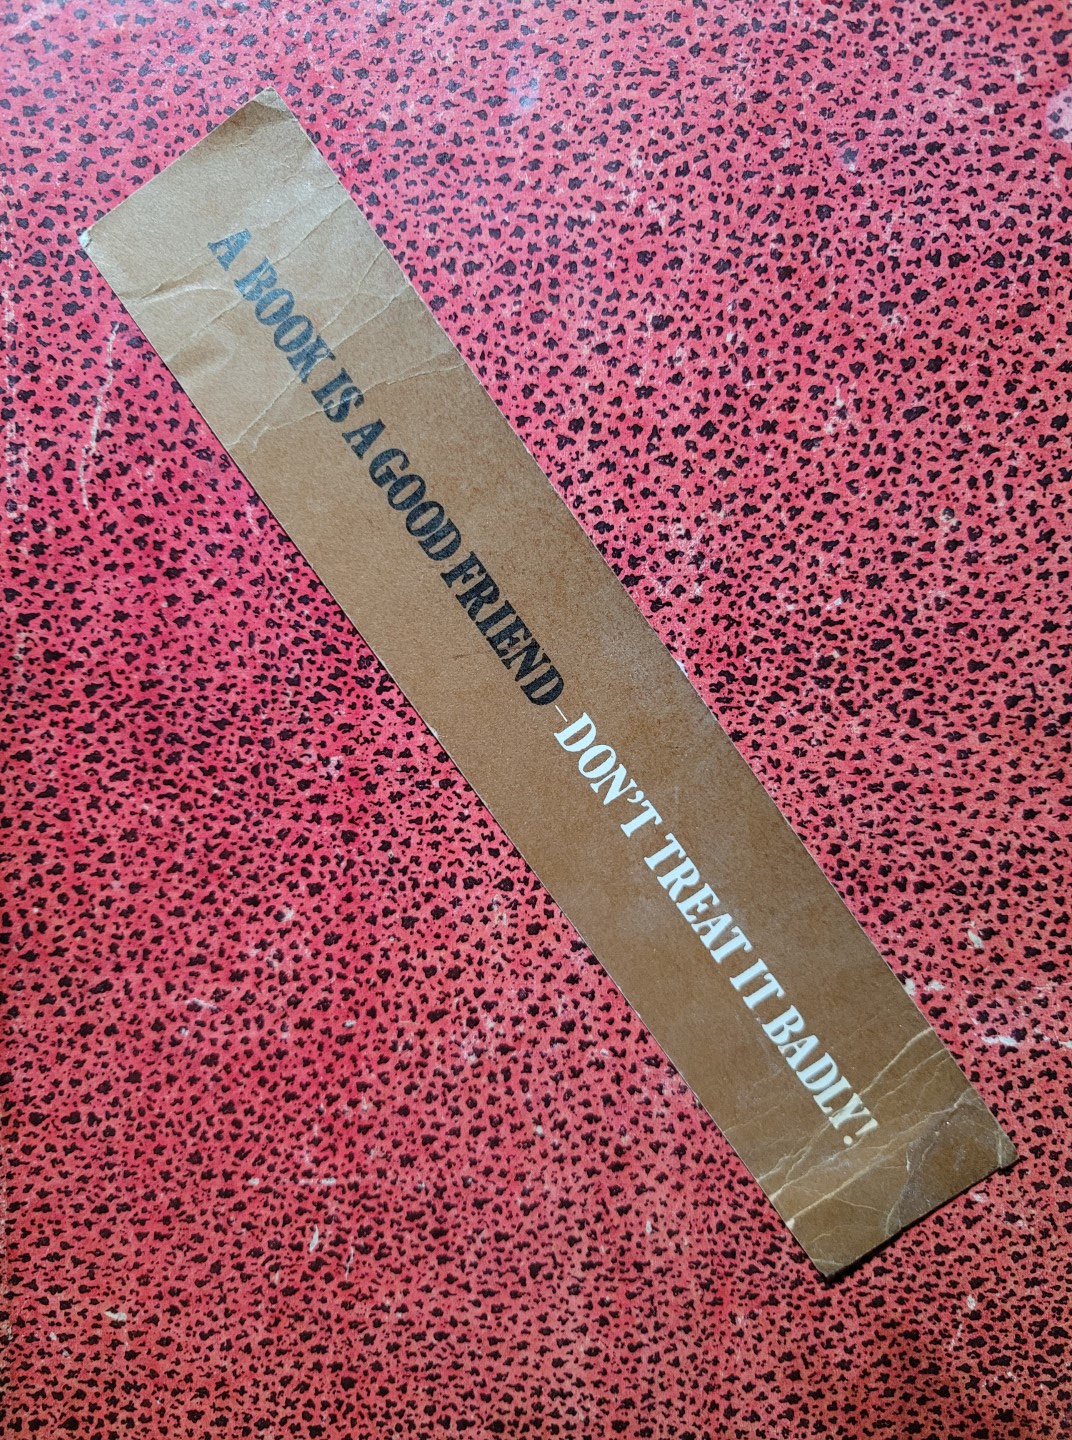 A BOOK IS A GOOD FRIEND–DON'T TREAT IT BADLY!